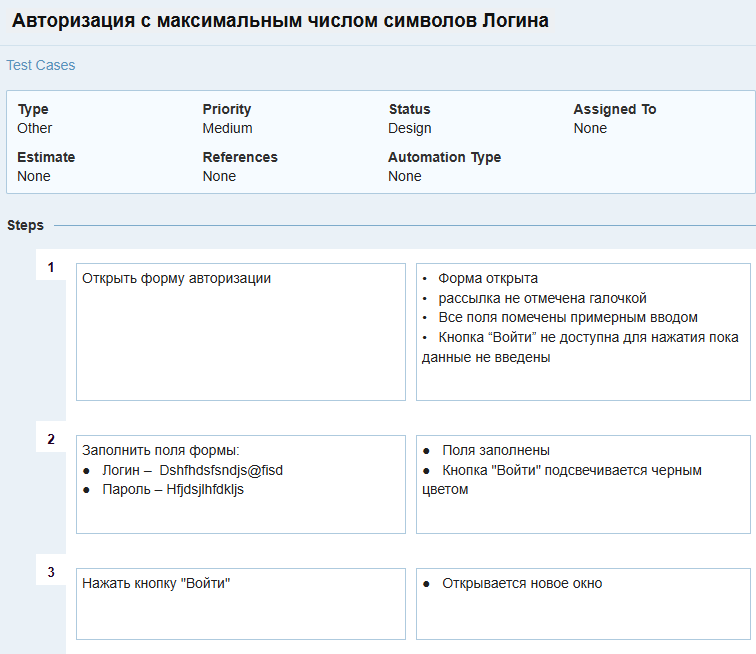 Авторизация с максимальным числом символов Логина
Test Cases
Type Priority Status Assigned To
Other Medium Design None
Estimate References Automation Type
None None None
Steps
1
Открыть форму авторизации
• Форма открыта
• рассылка не отмечена галочкой
• Все поля помечены примерным вводом
• Кнопка “Войти” не доступна для нажатия пока
данные не введены
2
Заполнить поля формы:
● Логин – Dshfhdsfsndjs@fisd
● Пароль – Hfjdsjlhfdkljs
● Поля заполнены
● Кнопка "Войти" подсвечивается черным
цветом
3
Нажать кнопку "Войти"
● Открывается новое окно